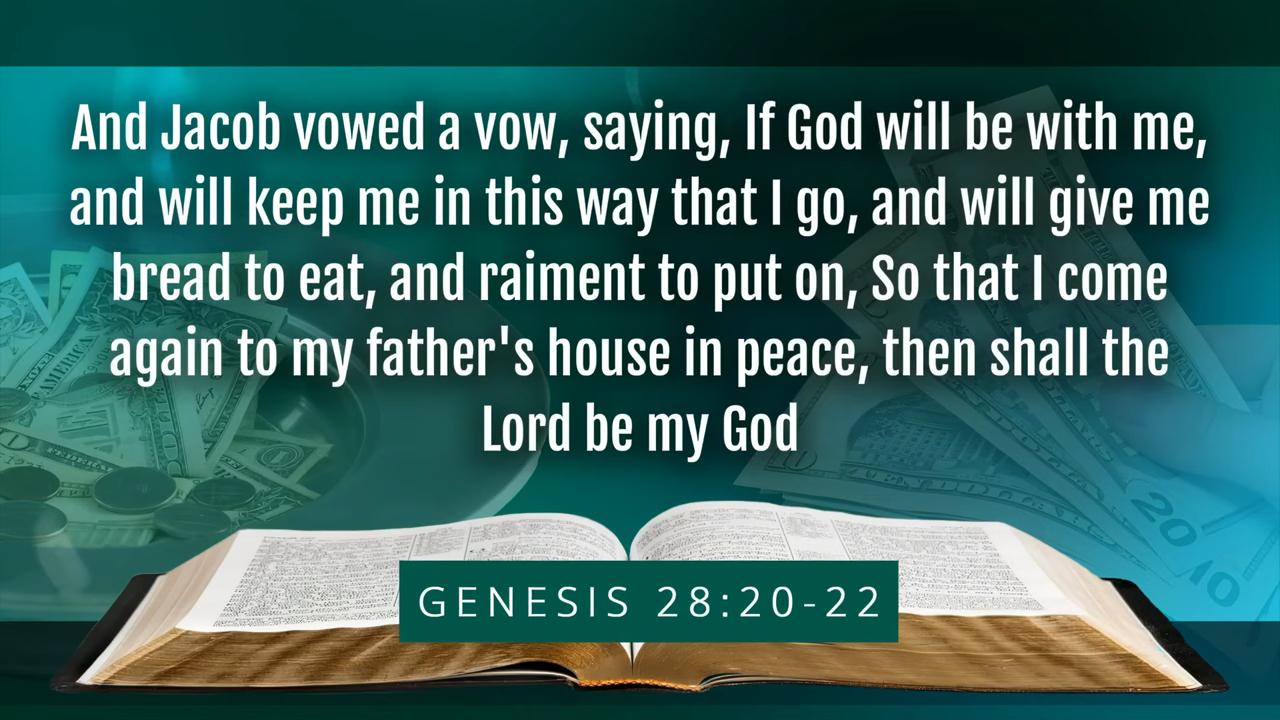 And Jacob vowed a vow, saying, If God will be with me,
and will keep me in this way that I go, and will give me
bread to eat, and raiment to put on, So that I come
again to my father's house in peace, then shall the
Lord be my God
GENESIS 28:20-22